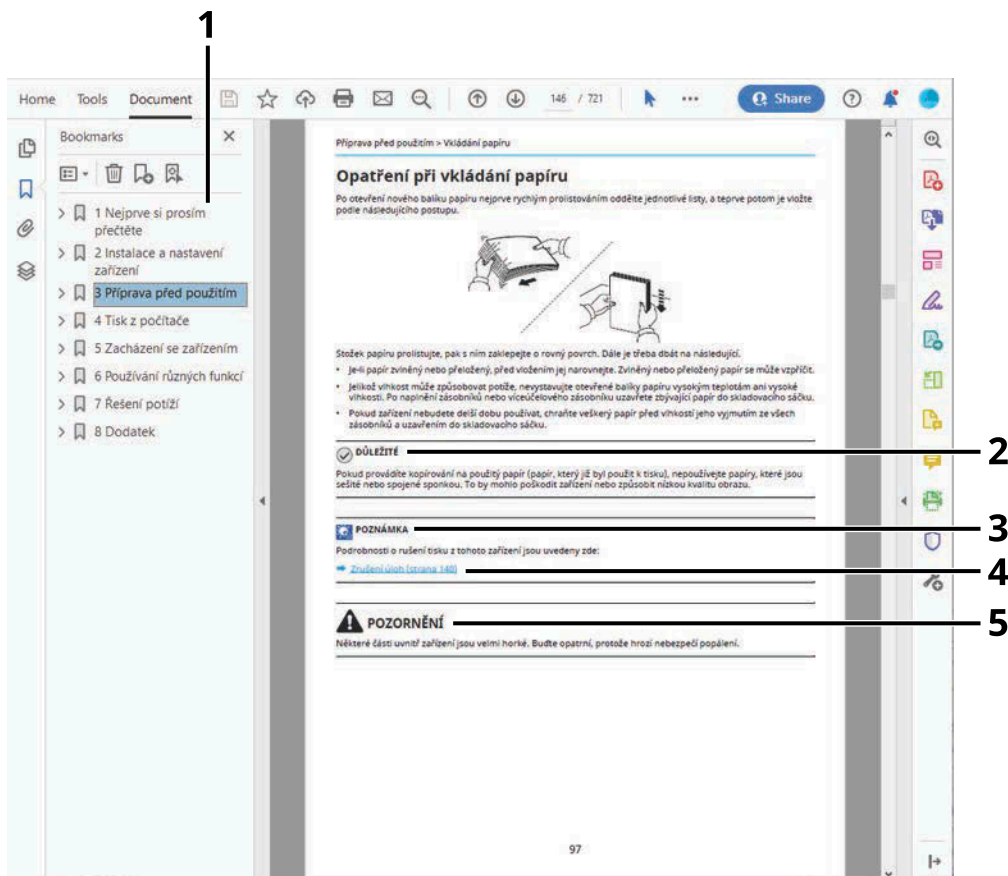 1
Home Tools Document 146 / 721 Share
Bookmarks
1 Nejprve si prosím
přečtěte
2 Instalace a nastavení
zařízení
3 Příprava před použitím
4 Tisk z počítače
5 Zacházení se zařízením
6 Používání různých funkcí
7 Řešení potíží
8 Dodatek
Příprava před použitím > Vkládání papíru
Opatření při vkládání papíru
Po otevření nového balíku papíru nejprve rychlým prolistováním oddělte jednotlivé listy, a teprve potom je vložte
podle následujícího postupu.
Stožek papíru prolistujte, pak s ním zaklepejte o rovný povrch. Dále je třeba dbát na následující.
• Je-li papír zvlněný nebo přeložený, před vložením jej narovnejte. Zvlněný nebo přeložený papír se může vzpříčit.
• Jelikož vlhkost může způsobovat potíže, nevystavujte otevřené balíky papíru vysokým teplotám ani vysoké
vlhkosti. Po naplnění zásobníků nebo víceúčelového zásobníku uzavřete zbývající papír do skladovacího sáčku.
• Pokud zařízení nebudete delší dobu používat, chraňte veškerý papír před vlhkostí jeho vyjmutím ze všech
zásobníků a uzavřením do skladovacího sáčku.
DŮLEŽITÉ
2
Pokud provádíte kopírování na použitý papír (papír, který již byl použit k tisku), nepoužívejte papíry, které jsou
sešité nebo spojené sponkou. To by mohlo poškodit zařízení nebo způsobit nízkou kvalitu obrazu.
POZNÁMKA
3
Podrobnosti o rušení tisku z tohoto zařízení jsou uvedeny zde:
Zrušení úloh (strana 140)
4
POZORNĚNÍ
5
Některé části uvnitř zařízení jsou velmi horké. Buďte opatrní, protože hrozí nebezpečí popálení.
97